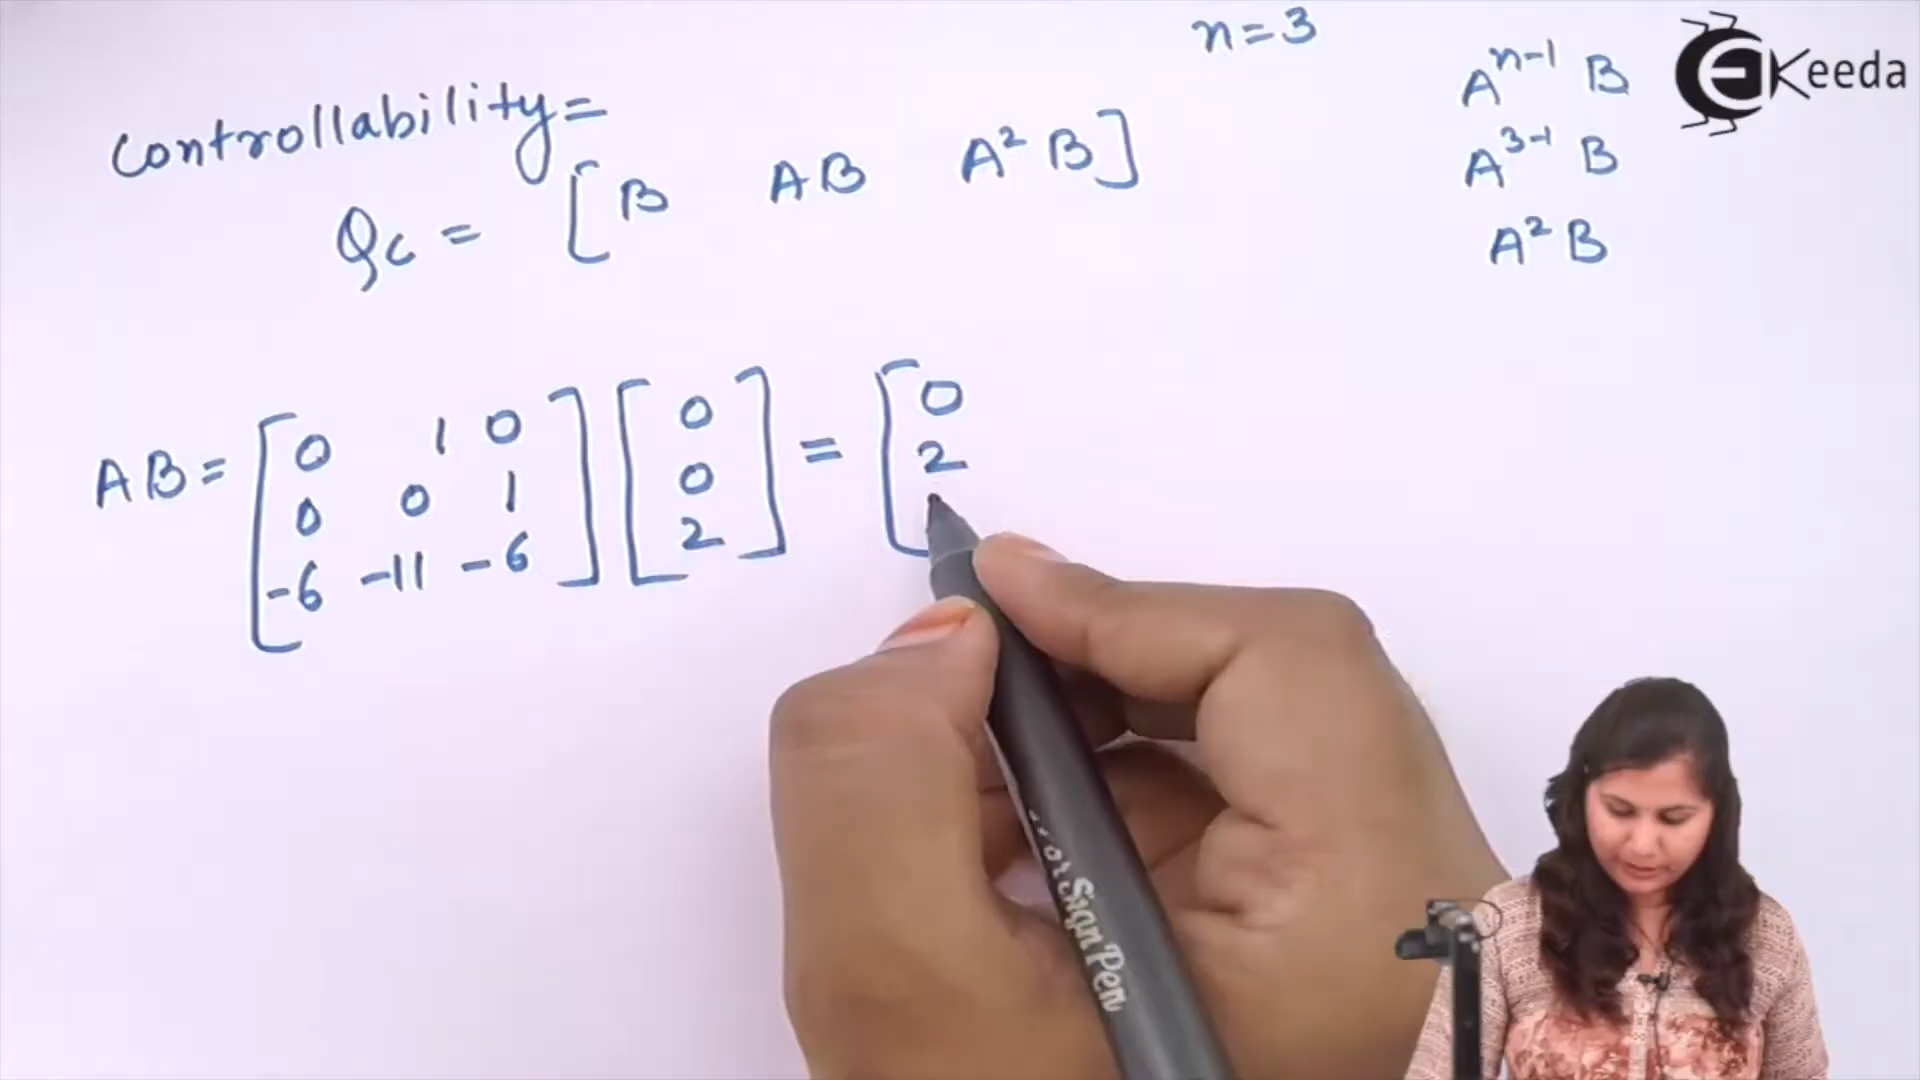 n=3
EKeeda
Controllability=
Qc = [B AB A² B]
Aⁿ⁻¹ B
A³⁻¹ B
A² B
AB= [0 1 0] [0] = [0
0 0 1 0 2
-6 -11 -6 2
Sign Pen